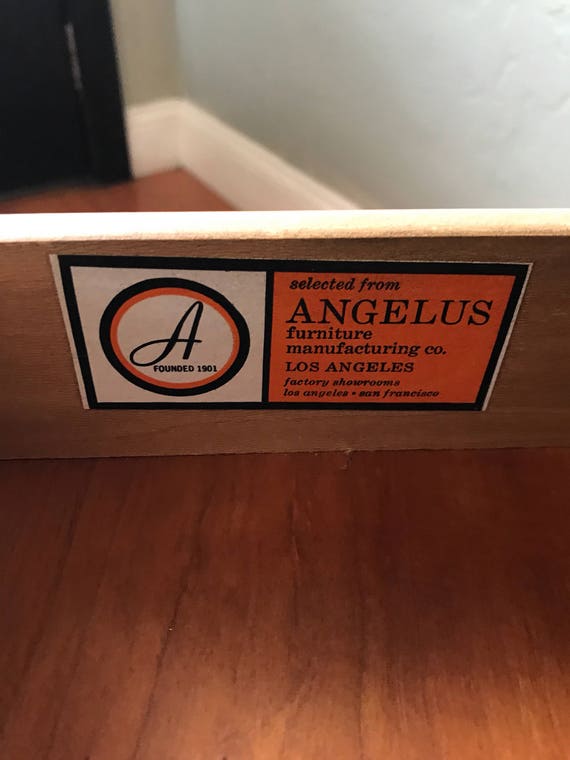 A
FOUNDED 1901
selected from
ANGELUS
furniture
manufacturing co.
LOS ANGELES
factory showrooms
los angeles • san francisco